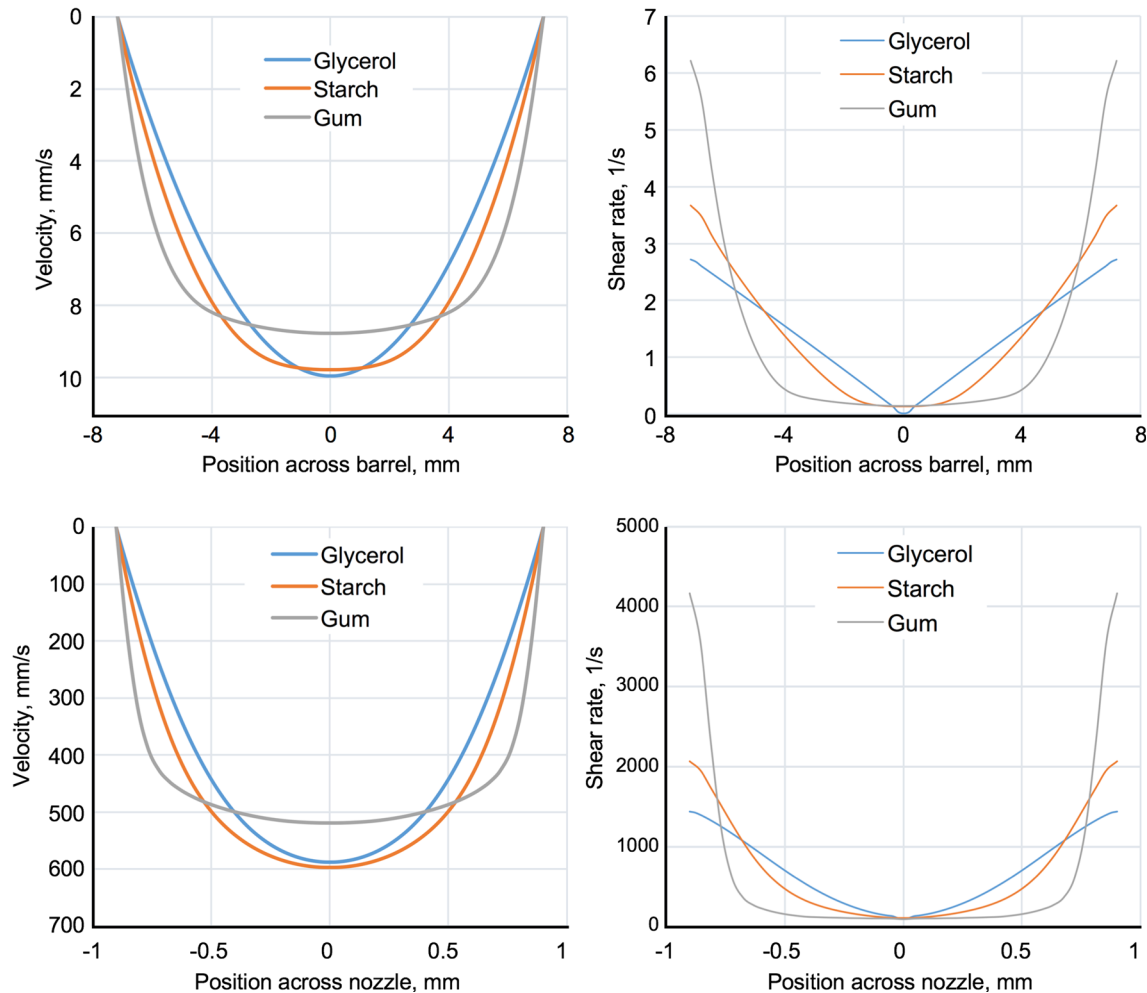 0
2
4
6
8
10
Velocity, mm/s
Glycerol
Starch
Gum
-8
-4
0
4
8
Position across barrel, mm
7
6
5
4
3
2
1
0
Shear rate, 1/s
Glycerol
Starch
Gum
-8
-4
0
4
8
Position across barrel, mm
0
100
200
300
400
500
600
700
Velocity, mm/s
Glycerol
Starch
Gum
-1
-0.5
0
0.5
1
Position across nozzle, mm
5000
4000
3000
2000
1000
0
Shear rate, 1/s
Glycerol
Starch
Gum
-1
-0.5
0
0.5
1
Position across nozzle, mm